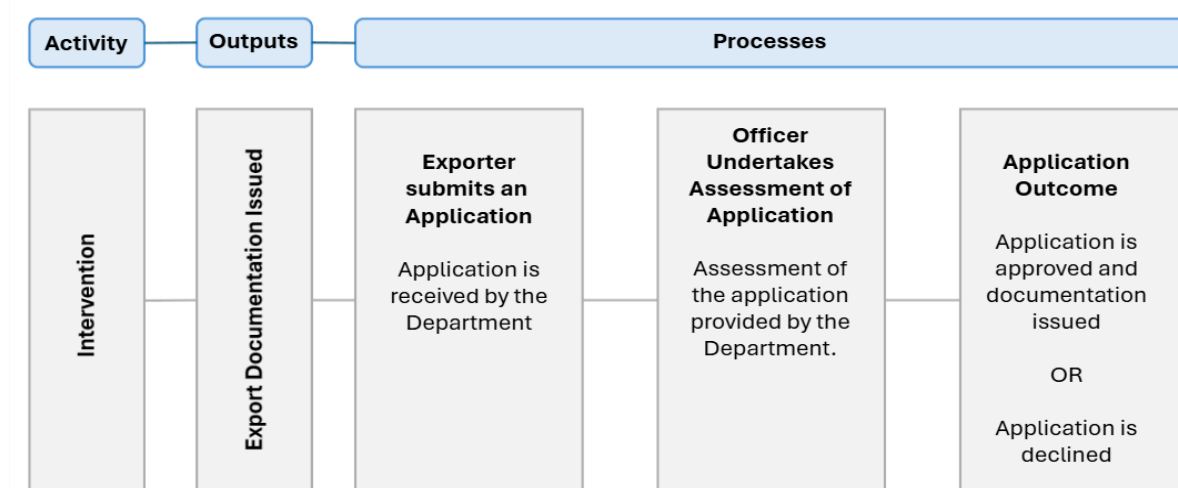 Activity
Outputs
Processes
Intervention
Export Documentation Issued
Exporter
submits an
Application
Application is
received by the
Department
Officer
Undertakes
Assessment of
Application
Assessment of
the application
provided by the
Department.
Application
Outcome
Application is
approved and
documentation
issued
OR
Application is
declined